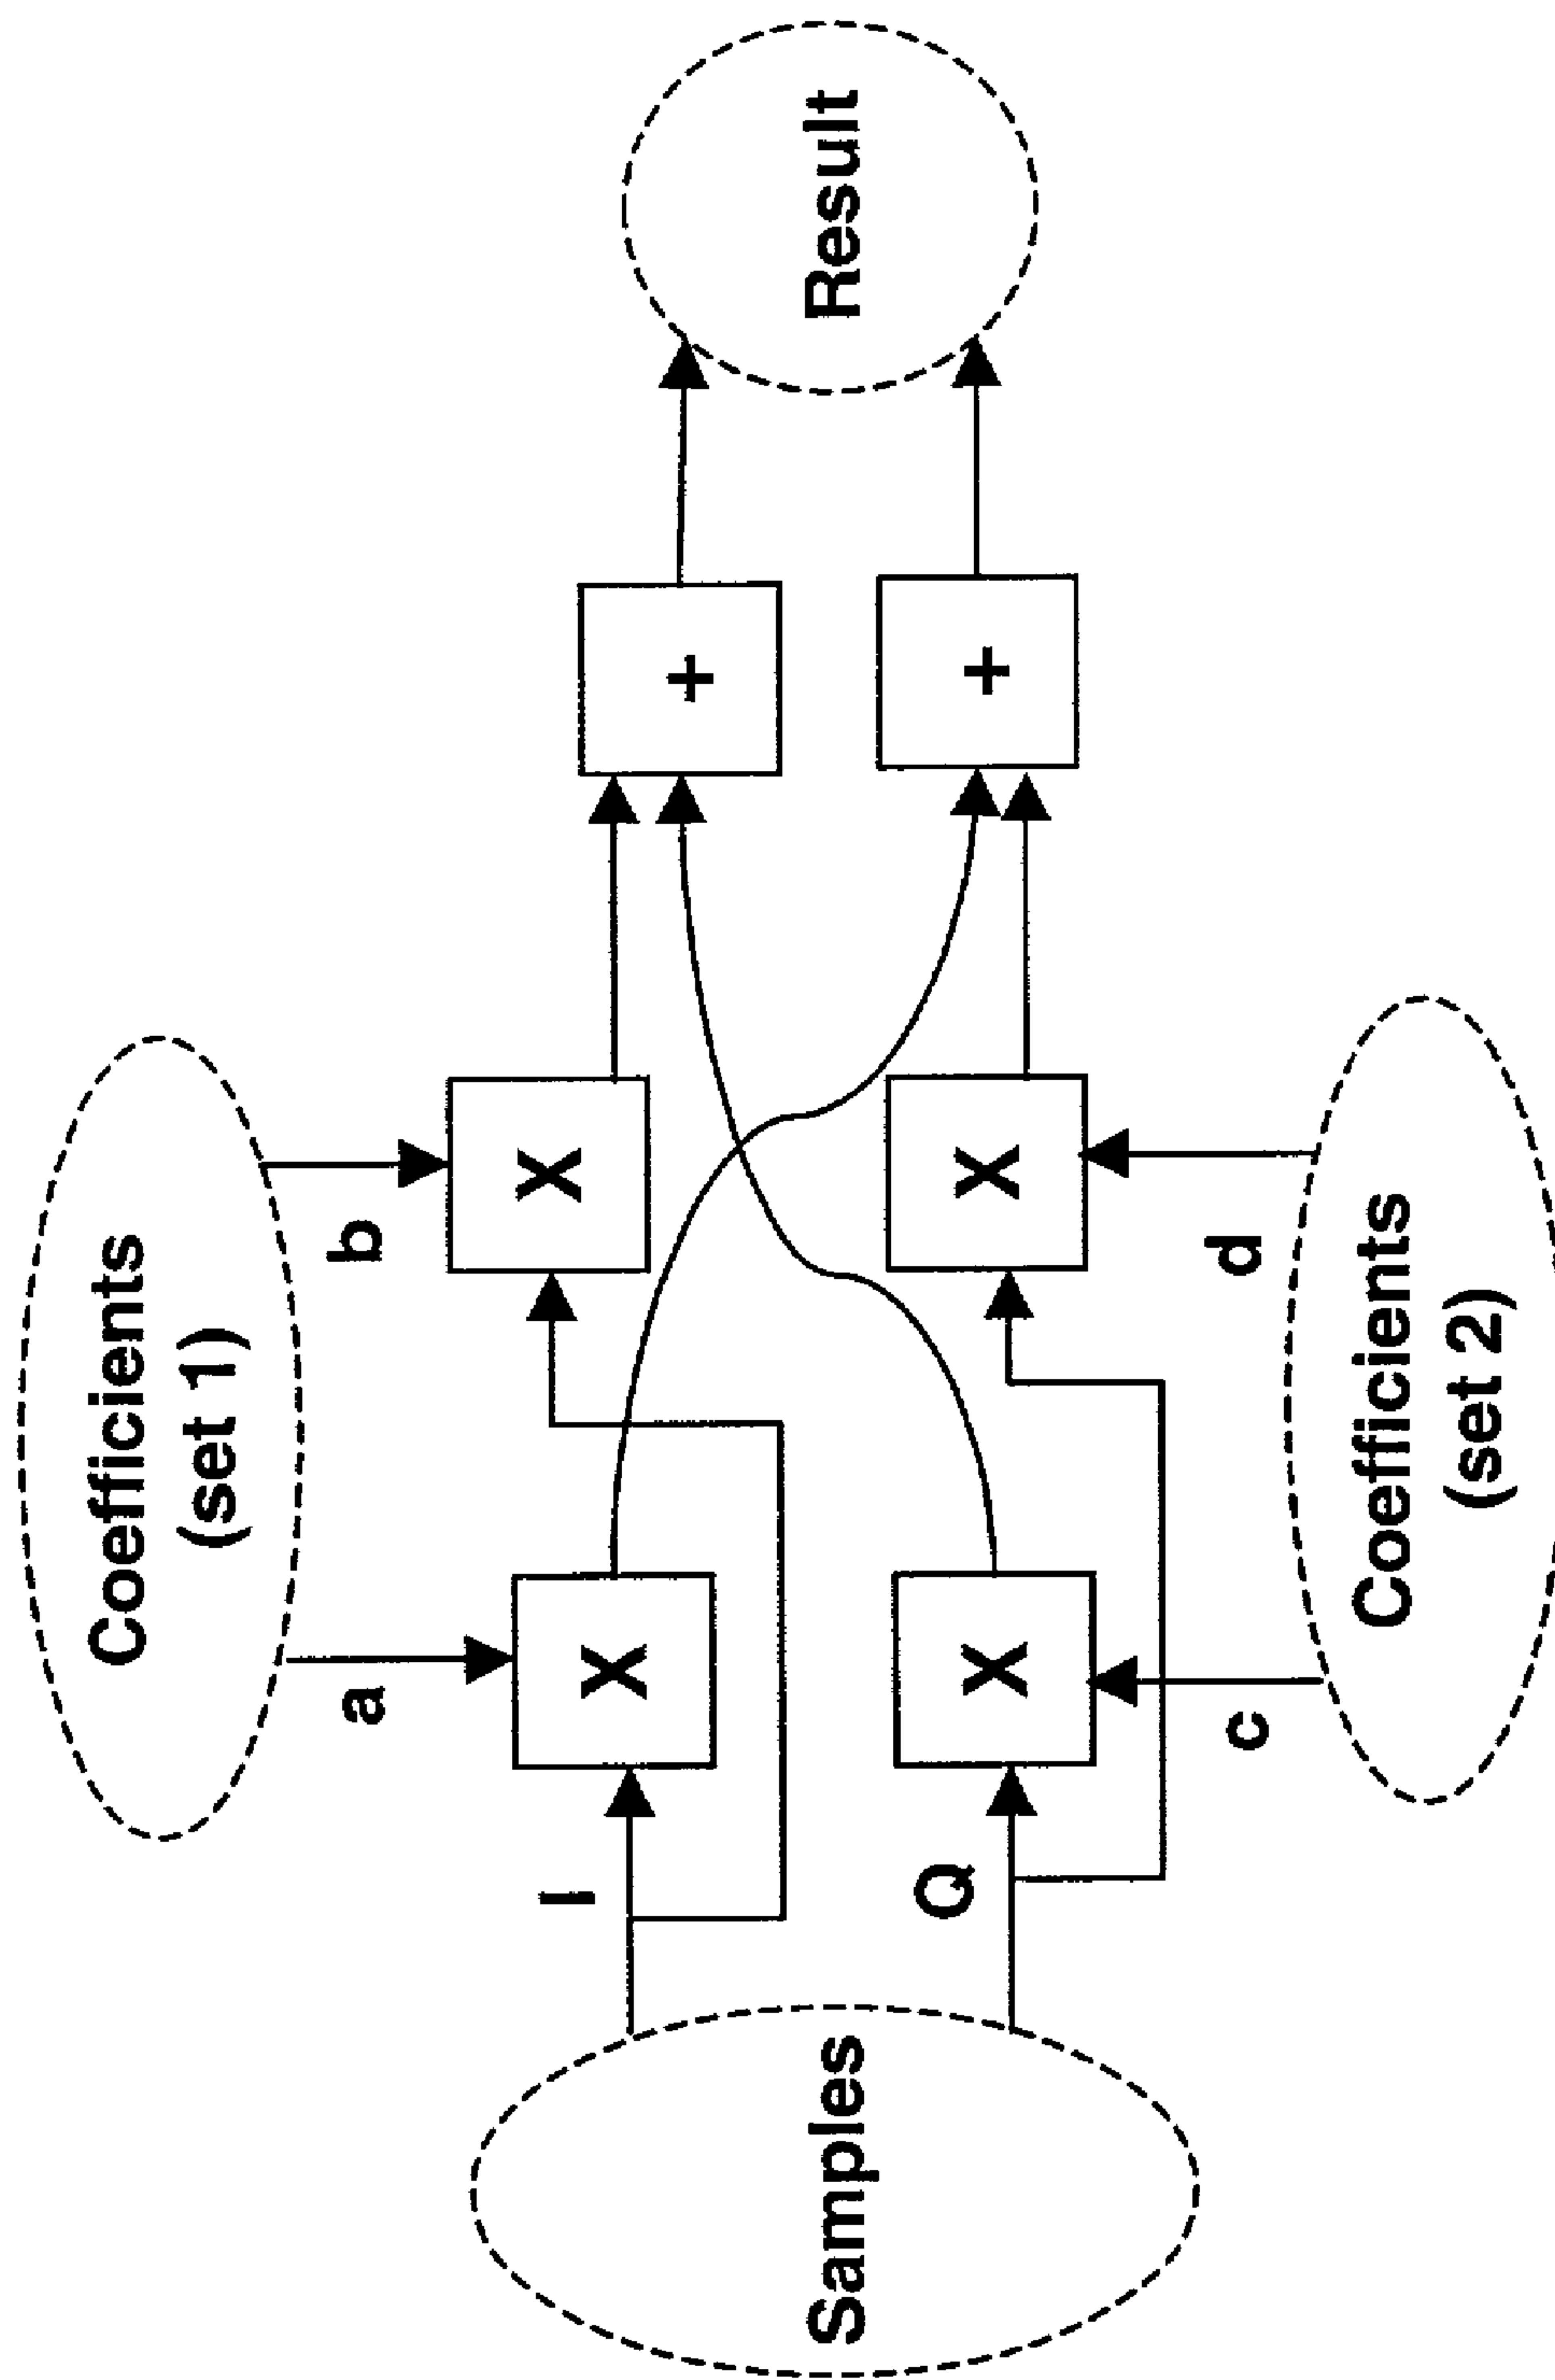 Coefficients
(set 1)
a
b
I
X
X
Samples
+
Result
Q
X
X
+
c
d
Coefficients
(set 2)